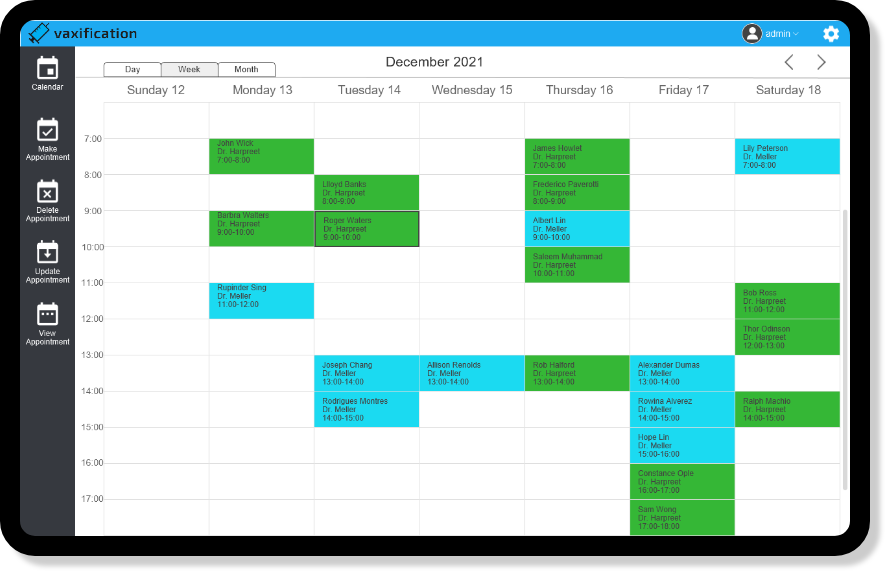 vaxification
admin
Calendar
Make
Appointment
Delete
Appointment
Update
Appointment
View
Appointment
Day
Week
Month
December 2021
Sunday 12
Monday 13
Tuesday 14
Wednesday 15
Thursday 16
Friday 17
Saturday 18
7:00
8:00
9:00
10:00
11:00
12:00
13:00
14:00
15:00
16:00
17:00
John Wick
Dr. Harpreet
7:00-8:00
Barbra Walters
Dr. Harpreet
9:00-10:00
Rupinder Sing
Dr. Meller
11:00-12:00
Lloyd Banks
Dr. Harpreet
8:00-9:00
Roger Waters
Dr. Harpreet
9:00-10:00
Joseph Chang
Dr. Meller
13:00-14:00
Rodrigues Montres
Dr. Meller
14:00-15:00
Allison Renolds
Dr. Meller
13:00-14:00
James Howlet
Dr. Harpreet
7:00-8:00
Frederico Paverotti
Dr. Harpreet
8:00-9:00
Albert Lin
Dr. Meller
9:00-10:00
Saleem Muhammad
Dr. Harpreet
10:00-11:00
Rob Halford
Dr. Harpreet
13:00-14:00
Alexander Dumas
Dr. Meller
13:00-14:00
Rowina Alverez
Dr. Meller
14:00-15:00
Hope Lin
Dr. Meller
15:00-16:00
Constance Ople
Dr. Harpreet
16:00-17:00
Sam Wong
Dr. Harpreet
17:00-18:00
Lily Peterson
Dr. Meller
7:00-8:00
Bob Ross
Dr. Harpreet
11:00-12:00
Thor Odinson
Dr. Harpreet
12:00-13:00
Ralph Machio
Dr. Harpreet
14:00-15:00